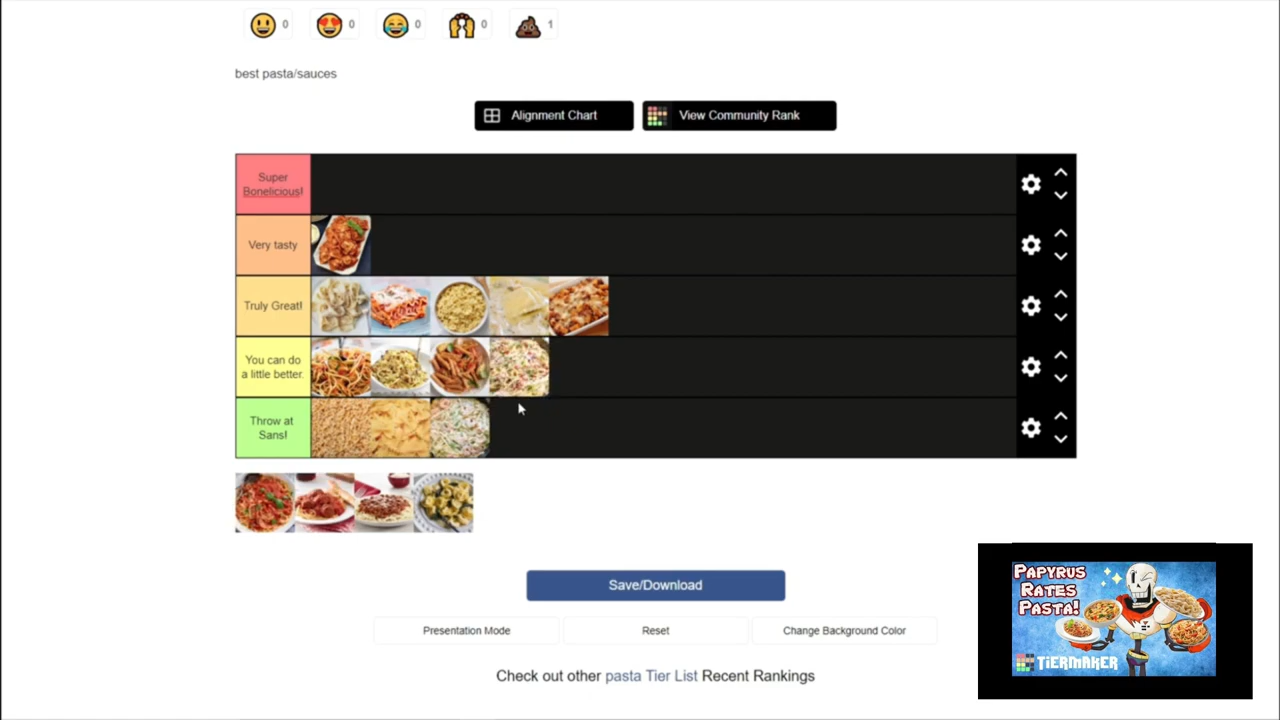 0 0 0 0 1
best pasta/sauces
Alignment Chart
View Community Rank
Super
Bonelicious!
Very tasty
Truly Great!
You can do
a little better.
Throw at
Sans!
Save/Download
Presentation Mode
Reset
Change Background Color
Check out other pasta Tier List Recent Rankings
PAPYRUS
RATES
PASTA!
TIERMAKER